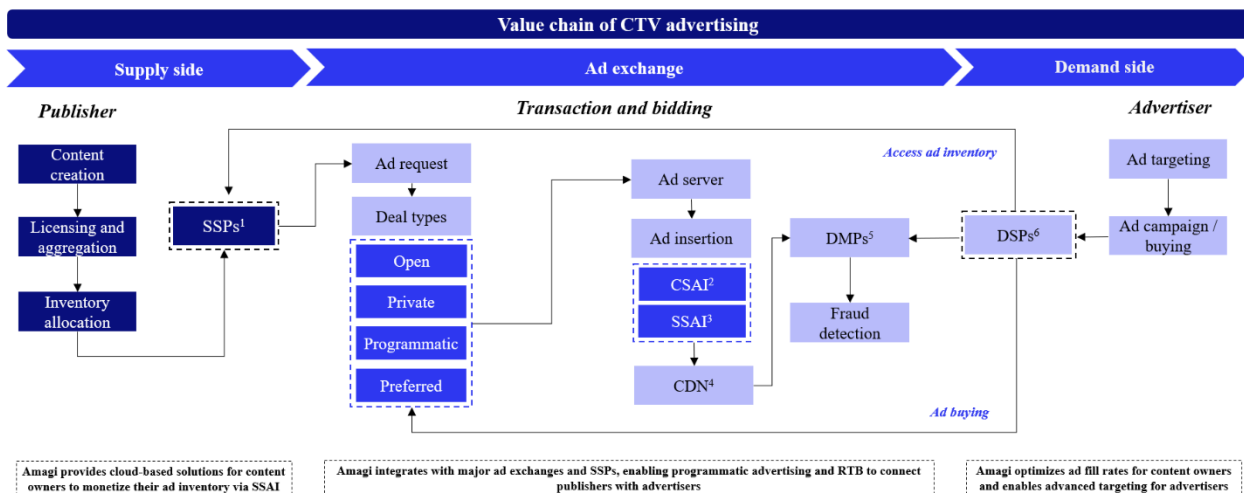 Value chain of CTV advertising
Supply side
Ad exchange
Demand side
Publisher
Transaction and bidding
Advertiser
Content
creation
Licensing and
aggregation
Inventory
allocation
SSPs¹
Ad request
Deal types
Open
Private
Programmatic
Preferred
Ad server
Ad insertion
CSAI²
SSAI³
CDN⁴
DMPs⁵
Fraud
detection
Access ad inventory
Ad buying
DSPs⁶
Ad targeting
Ad campaign /
buying
Amagi provides cloud-based solutions for content
owners to monetize their ad inventory via SSAI
Amagi integrates with major ad exchanges and SSPs, enabling programmatic advertising and RTB to connect
publishers with advertisers
Amagi optimizes ad fill rates for content owners
and enables advanced targeting for advertisers